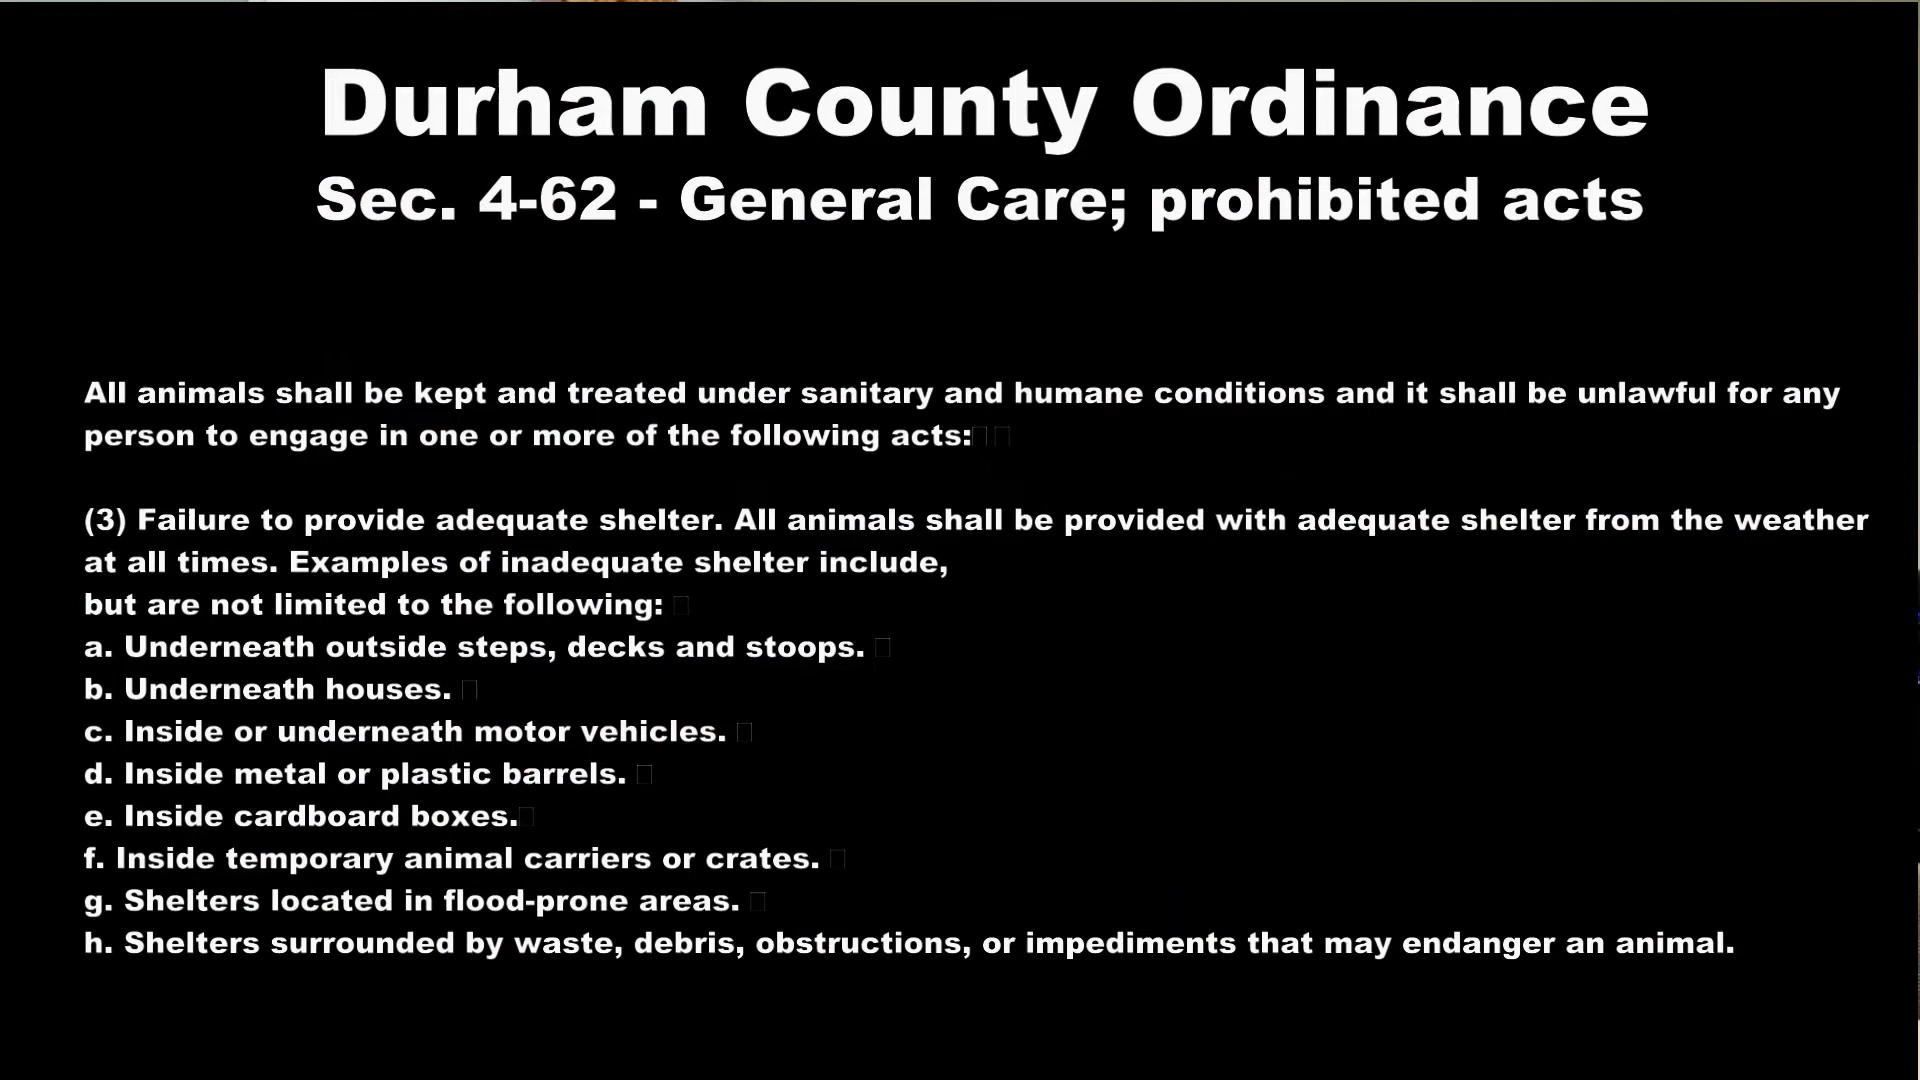 Durham County Ordinance
Sec. 4-62 - General Care; prohibited acts
All animals shall be kept and treated under sanitary and humane conditions and it shall be unlawful for any
person to engage in one or more of the following acts:
(3) Failure to provide adequate shelter. All animals shall be provided with adequate shelter from the weather
at all times. Examples of inadequate shelter include,
but are not limited to the following:
a. Underneath outside steps, decks and stoops.
b. Underneath houses.
c. Inside or underneath motor vehicles.
d. Inside metal or plastic barrels.
e. Inside cardboard boxes.
f. Inside temporary animal carriers or crates.
g. Shelters located in flood-prone areas.
h. Shelters surrounded by waste, debris, obstructions, or impediments that may endanger an animal.